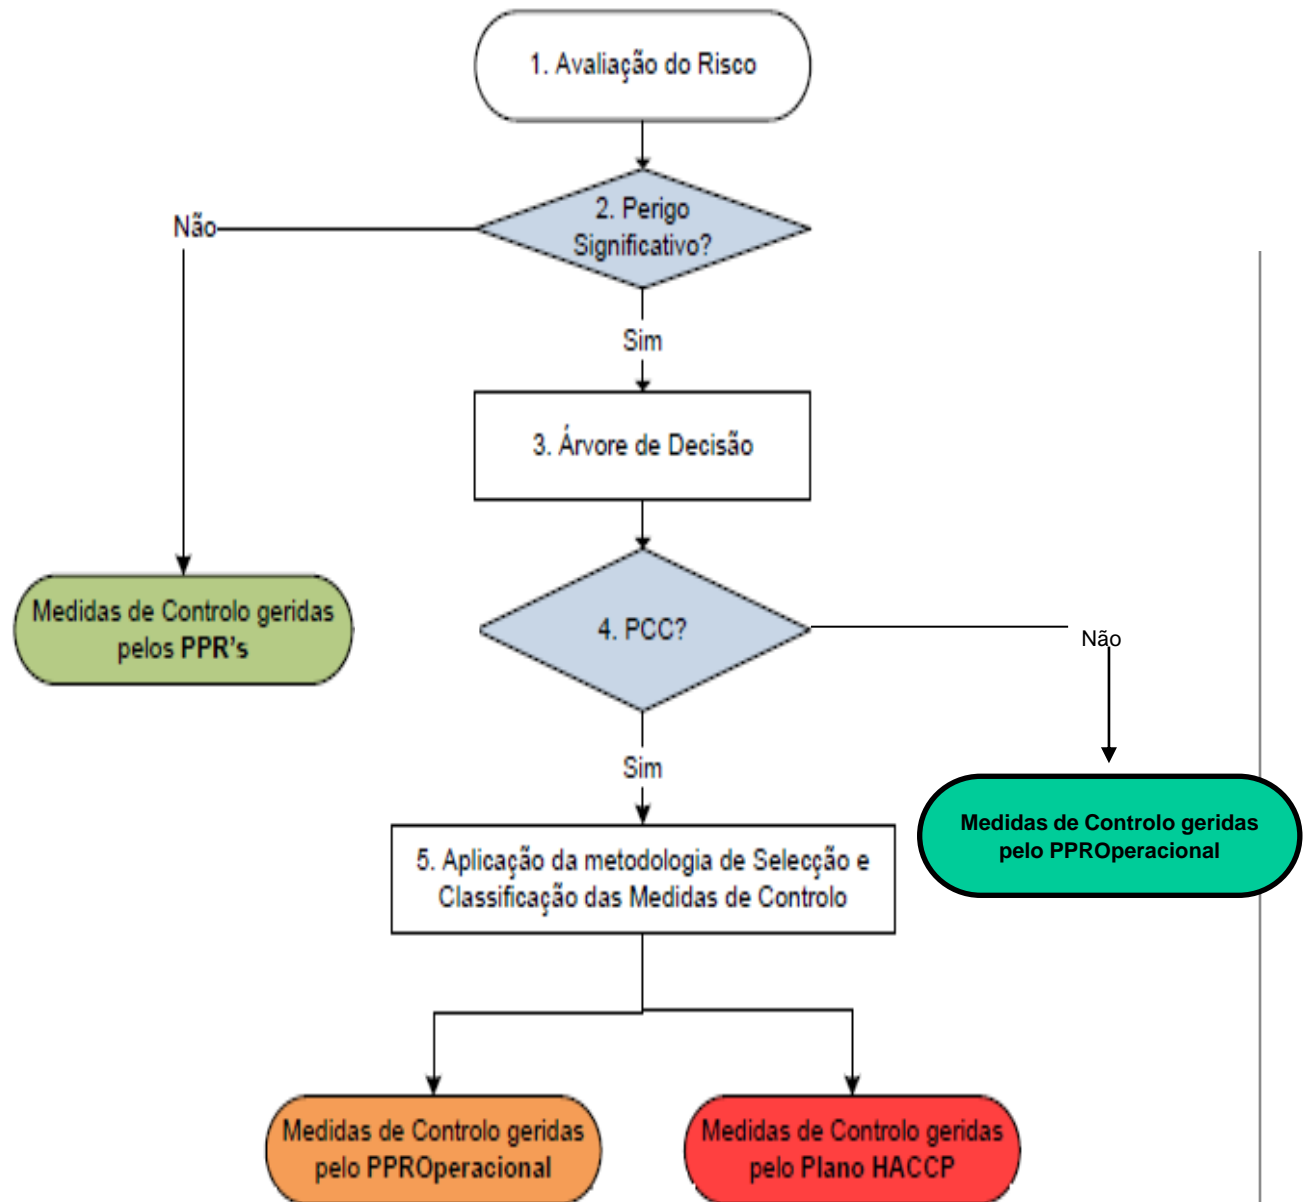 1. Avaliação do Risco
2. Perigo
Significativo?
Não
Sim
3. Árvore de Decisão
Medidas de Controlo geridas
pelos PPR's
4. PCC?
Não
Sim
Medidas de Controlo geridas
pelo PPROperacional
5. Aplicação da metodologia de Selecção e
Classificação das Medidas de Controlo
Medidas de Controlo geridas
pelo PPROperacional
Medidas de Controlo geridas
pelo Plano HACCP